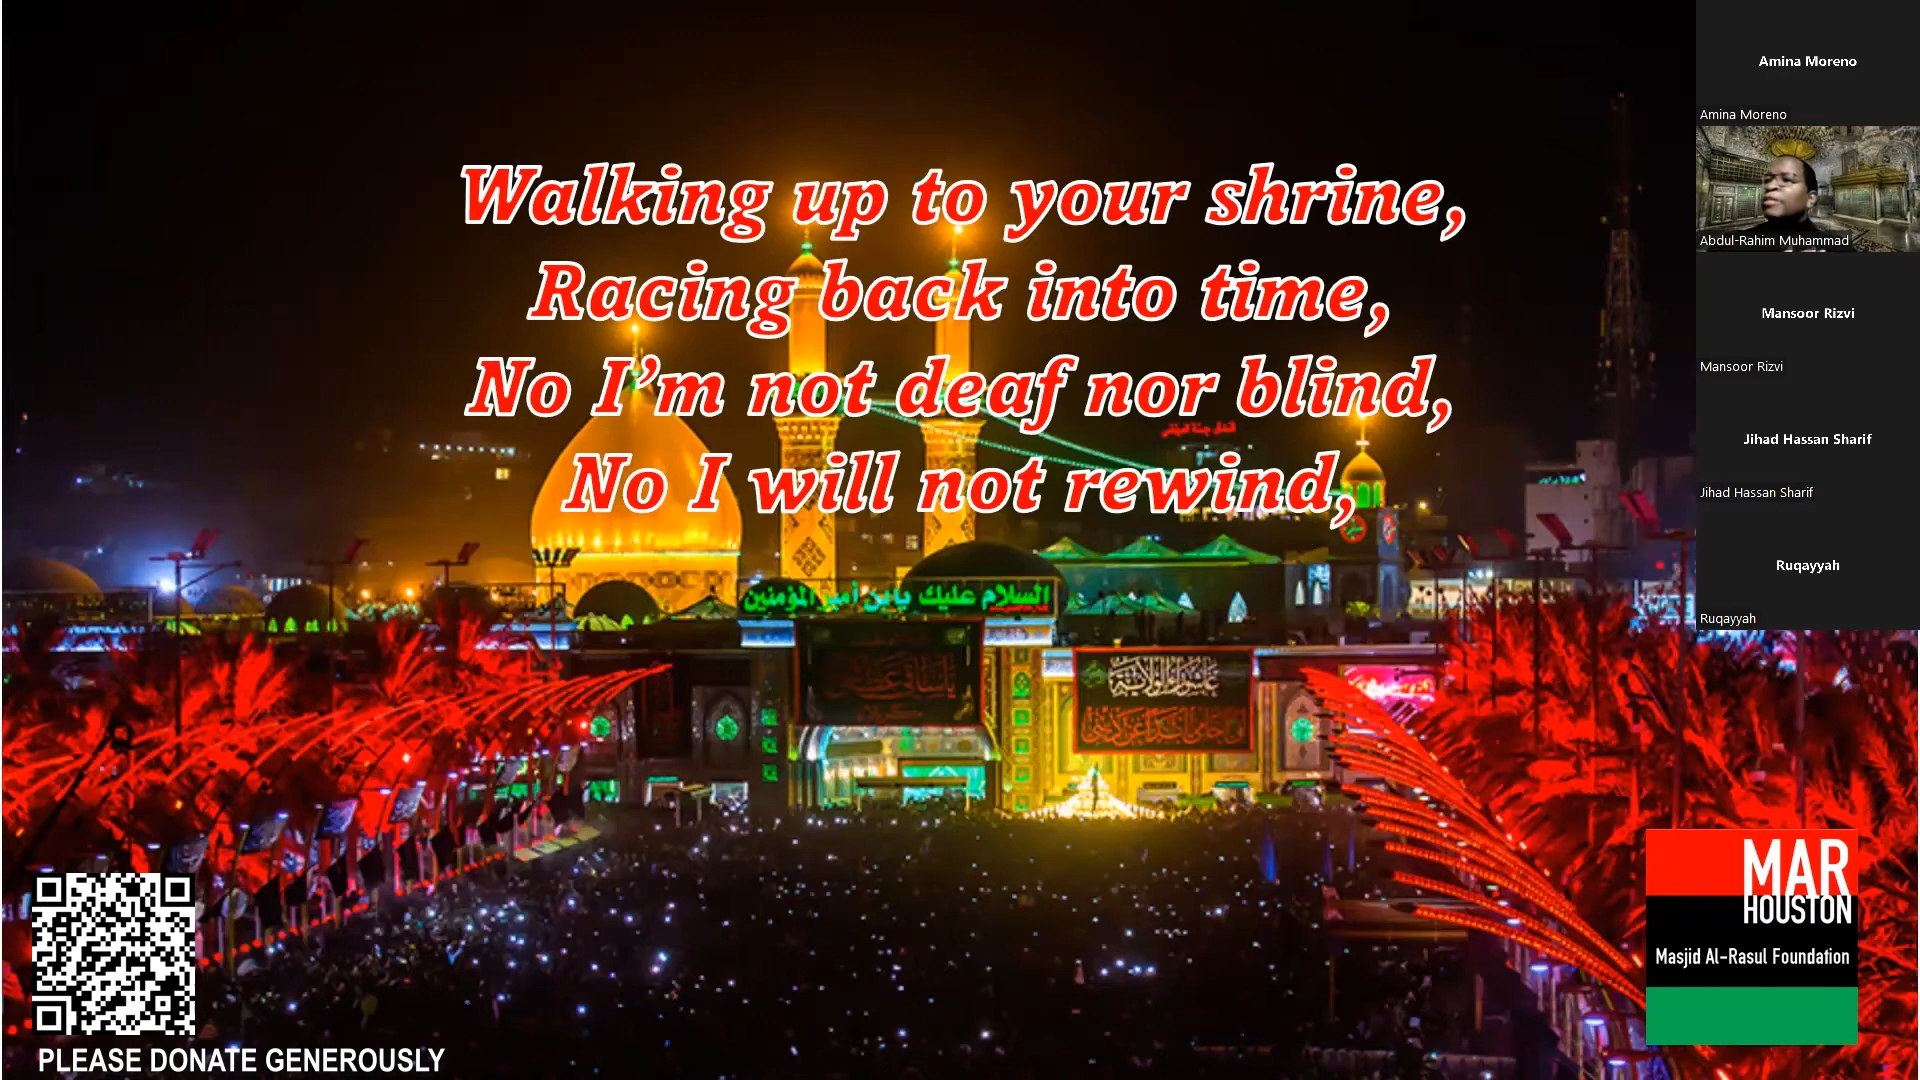 Walking up to your shrine,
Racing back into time,
No I’m not deaf nor blind,
No I will not rewind,
السلام عليك يابن أمير المؤمنين
Amina Moreno
Amina Moreno
Abdul-Rahim Muhammad
Mansoor Rizvi
Mansoor Rizvi
Jihad Hassan Sharif
Jihad Hassan Sharif
Ruqayyah
Ruqayyah
MAR
HOUSTON
Masjid Al-Rasul Foundation
PLEASE DONATE GENEROUSLY